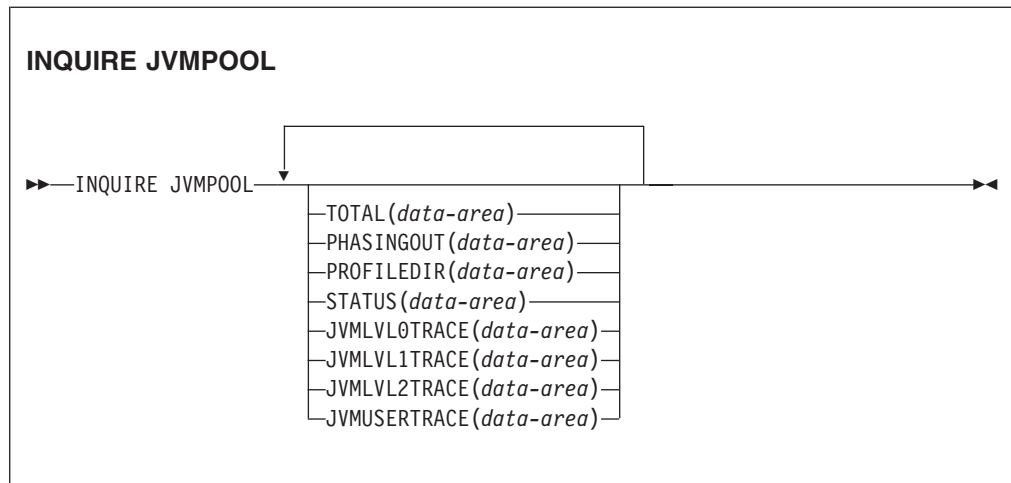 INQUIRE JVMPOOL
INQUIRE JVMPOOL
TOTAL(data-area)
PHASINGOUT(data-area)
PROFILEDIR(data-area)
STATUS(data-area)
JVMLVL0TRACE(data-area)
JVMLVL1TRACE(data-area)
JVMLVL2TRACE(data-area)
JVMUSERTRACE(data-area)